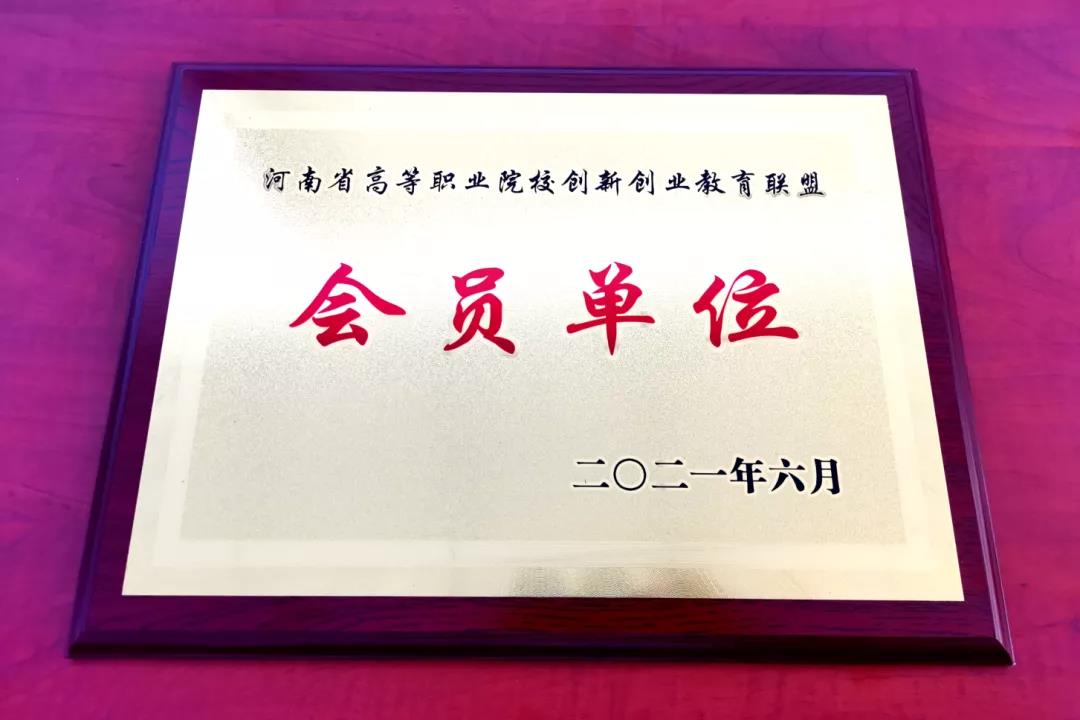 河南省高等职业院校创新创业教育联盟
会员单位
二〇二一年六月